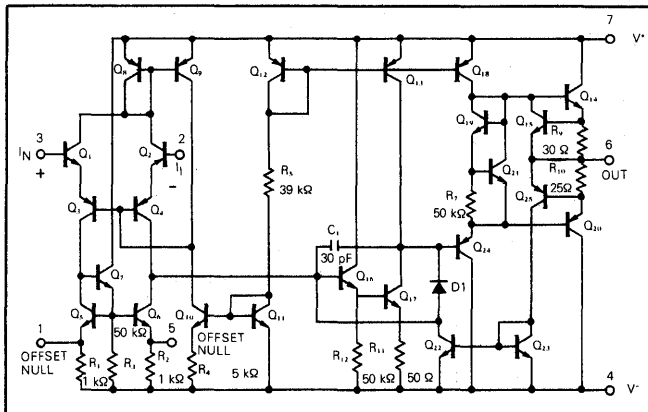 7
V+
Q8
Q9
Q12
Q13
Q18
Q14
Q15
Q19
R9
30 Ω
6
OUT
R10
25Ω
3
IN
+
Q1
Q2
2
I1
−
R5
39 kΩ
Q21
R7
50 kΩ
Q25
Q20
Q3
Q4
C1
30 pF
Q7
Q16
Q24
Q17
D1
Q5
Q6
Q10
Q11
Q22
Q23
1
OFFSET
NULL
50 kΩ
5
OFFSET
NULL
R1
1 kΩ
R3
R2
1 kΩ
R4
5 kΩ
R12
50 kΩ
R11
50 Ω
4
V−